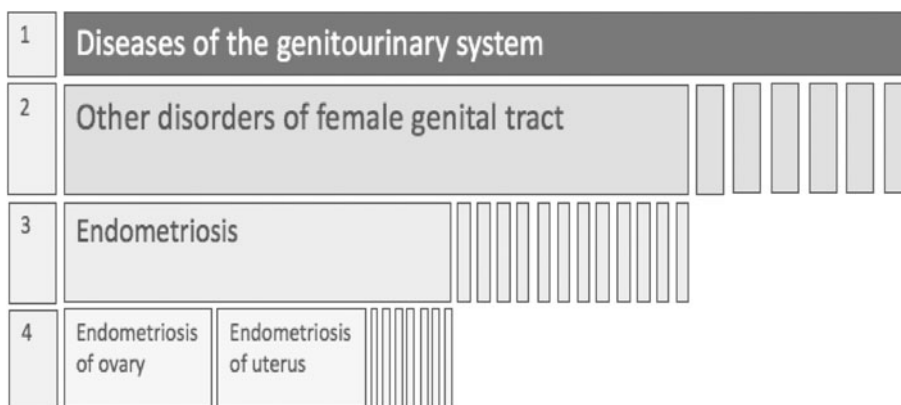 1
Diseases of the genitourinary system
2
Other disorders of female genital tract
3
Endometriosis
4
Endometriosis
of ovary
Endometriosis
of uterus